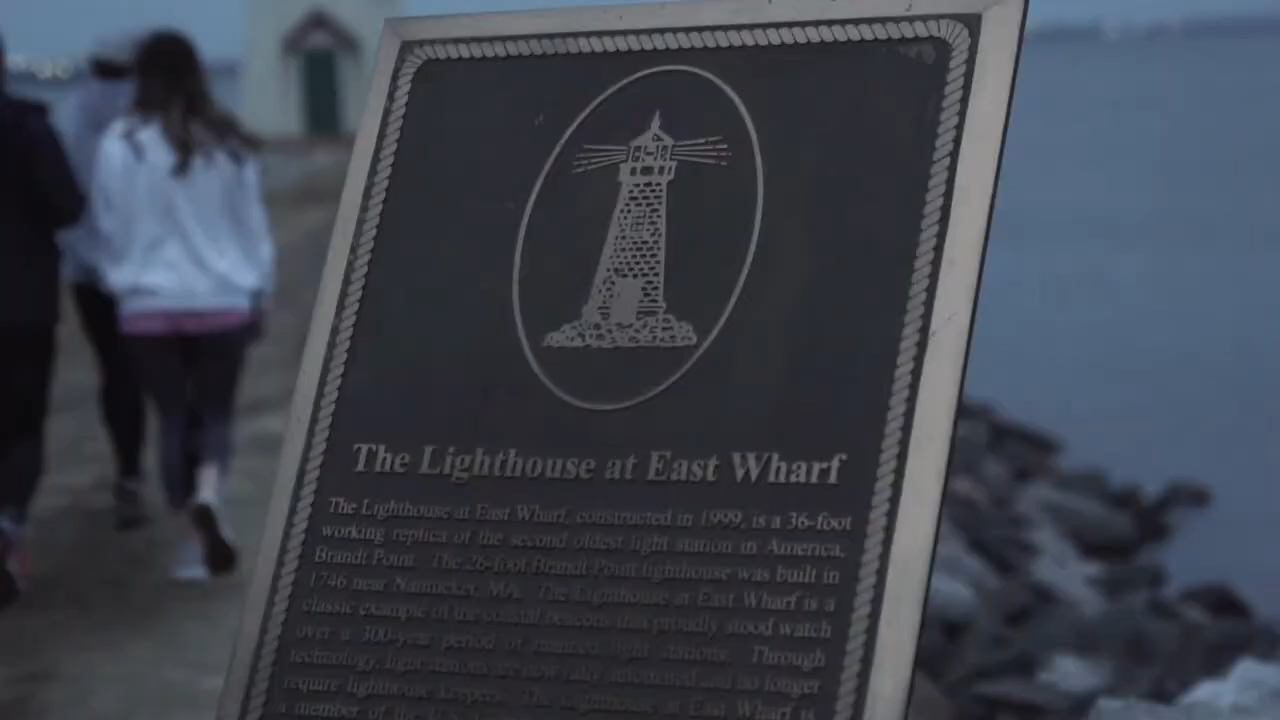 The Lighthouse at East Wharf
The Lighthouse at East Wharf, constructed in 1999, is a 36-foot
working replica of the second oldest light station in America,
Brandt Point. The 26-foot Brandt Point lighthouse was built in
1746 near Nantucket, MA. The Lighthouse at East Wharf is a
classic example of the coastal beacons that proudly stood watch
over a 300-year period of manned light stations. Through
technology, light stations are now fully automated and no longer
require lighthouse keepers. The Lighthouse at East Wharf is
a member of the U.S.